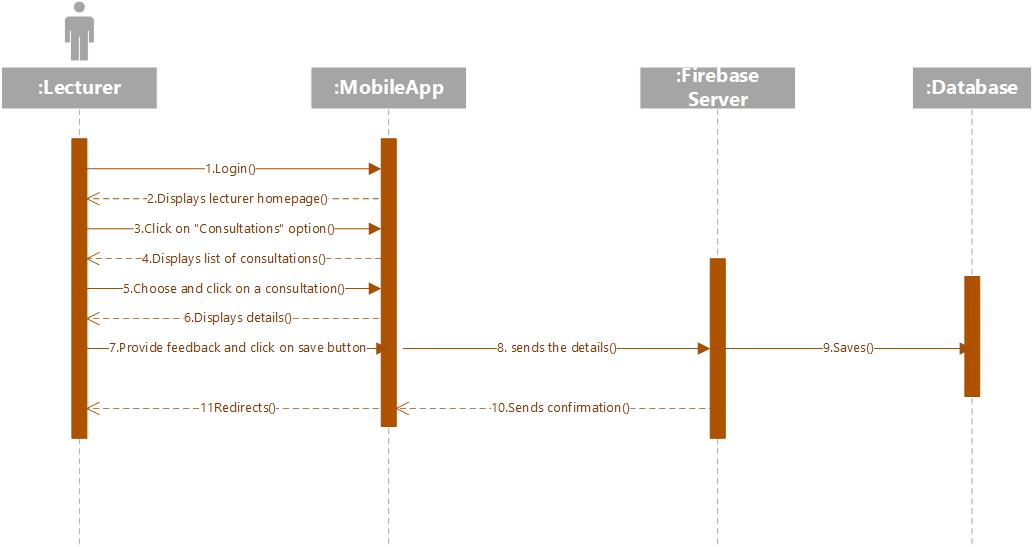 :Lecturer
:MobileApp
:Firebase
Server
:Database
1.Login()
2.Displays lecturer homepage()
3.Click on "Consultations" option()
4.Displays list of consultations()
5.Choose and click on a consultation()
6.Displays details()
7.Provide feedback and click on save button
8. sends the details()
9.Saves()
11Redirects()
10.Sends confirmation()